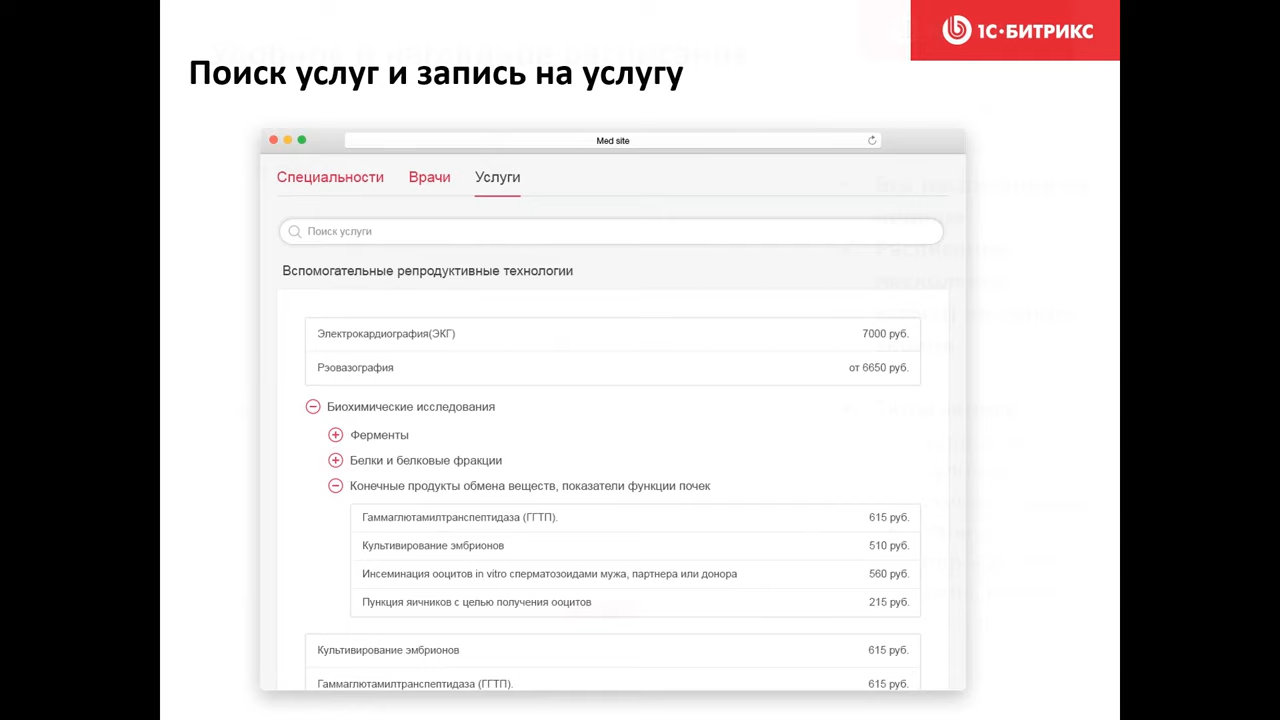 1С·БИТРИКС
Поиск услуг и запись на услугу
Med site
Специальности Врачи Услуги
Поиск услуги
Вспомогательные репродуктивные технологии
Электрокардиография(ЭКГ) 7000 руб.
Рэовазография от 6650 руб.
Биохимические исследования
Ферменты
Белки и белковые фракции
Конечные продукты обмена веществ, показатели функции почек
Гаммаглютамилтранспептидаза (ГГТП). 615 руб.
Культивирование эмбрионов 510 руб.
Инсеминация ооцитов in vitro сперматозоидами мужа, партнера или донора 560 руб.
Пункция яичников с целью получения ооцитов 215 руб.
Культивирование эмбрионов 615 руб.
Гаммаглютамилтранспептидаза (ГГТП). 615 руб.